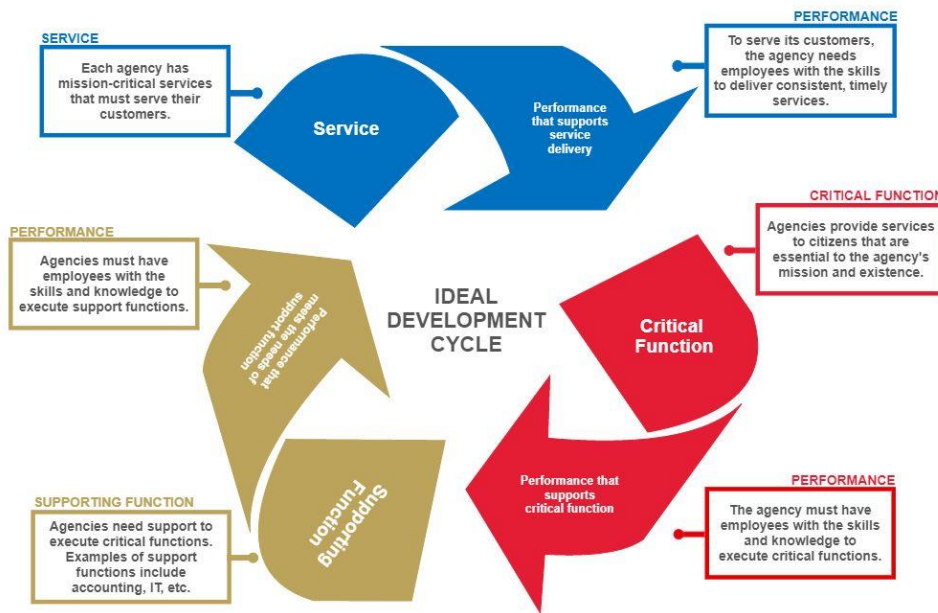 SERVICE
Each agency has
mission-critical services
that must serve their
customers.
Service
Performance
that supports
service
delivery
PERFORMANCE
To serve its customers,
the agency needs
employees with the skills
to deliver consistent, timely
services.
CRITICAL FUNCTION
Agencies provide services
to citizens that are
essential to the agency's
mission and existence.
PERFORMANCE
Agencies must have
employees with the
skills and knowledge to
execute support functions.
Performance that
meets the needs of
support function
IDEAL
DEVELOPMENT
CYCLE
Critical
Function
SUPPORTING FUNCTION
Agencies need support to
execute critical functions.
Examples of support
functions include
accounting, IT, etc.
Supporting
Function
Performance that
supports
critical function
PERFORMANCE
The agency must have
employees with the skills
and knowledge to
execute critical functions.